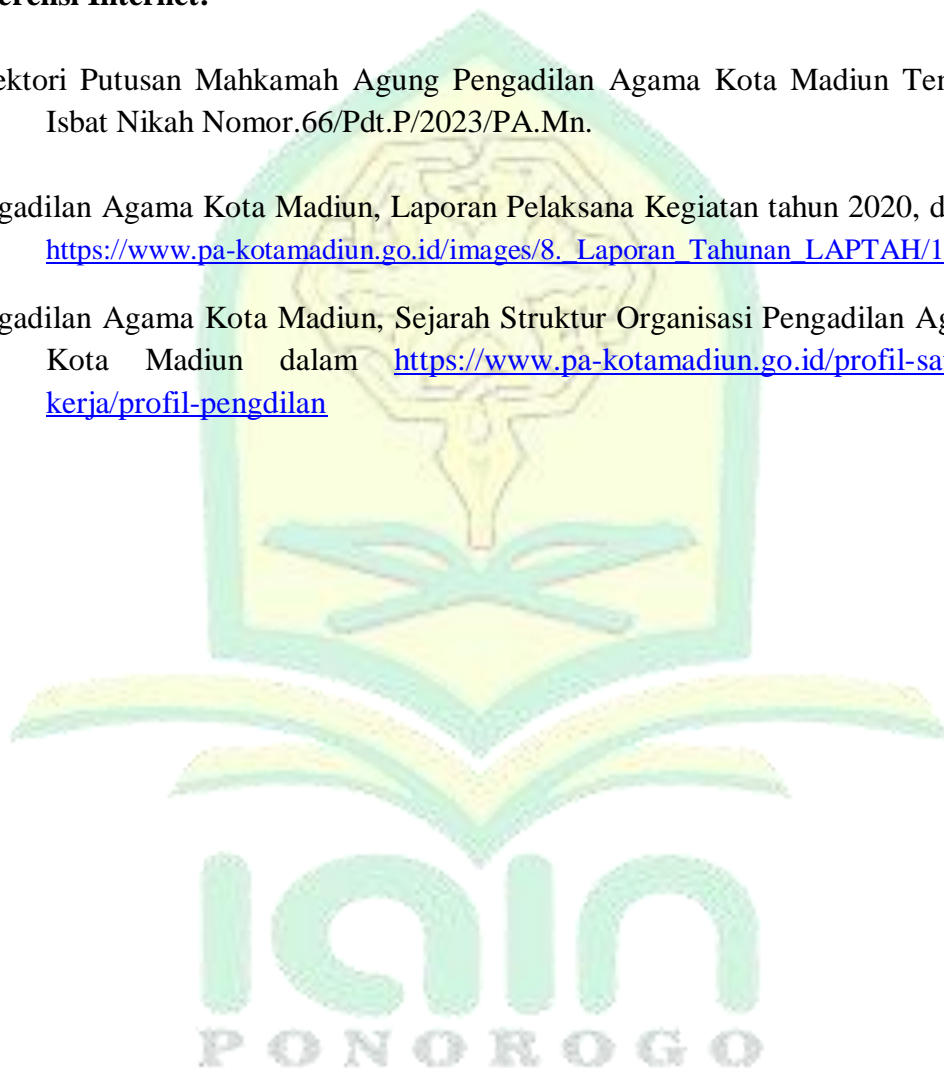 ektori Putusan Mahkamah Agung Pengadilan Agama Kota Madiun Ten
Isbat Nikah Nomor.66/Pdt.P/2023/PA.Mn.
gadilan Agama Kota Madiun, Laporan Pelaksana Kegiatan tahun 2020, d
https://www.pa-kotamadiun.go.id/images/8._Laporan_Tahunan_LAPTAH/1
gadilan Agama Kota Madiun, Sejarah Struktur Organisasi Pengadilan Ag
Kota Madiun dalam https://www.pa-kotamadiun.go.id/profil-sa
kerja/profil-pengdilan
iain
PONOROGO